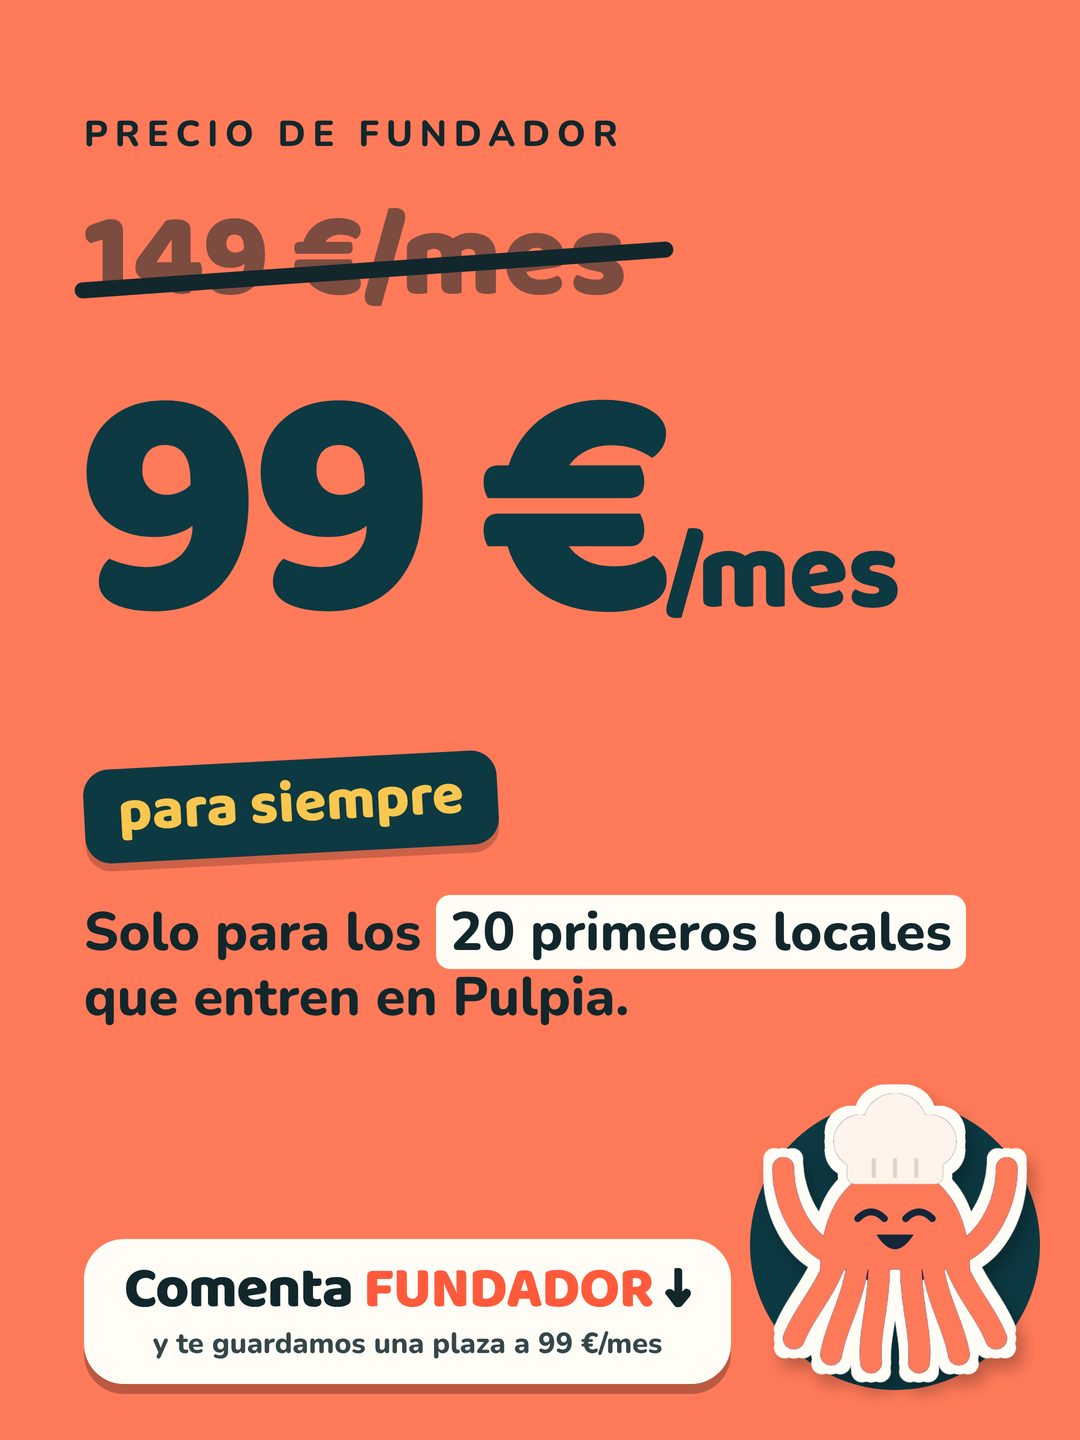 PRECIO DE FUNDADOR
149 €/mes
99 €/mes
para siempre
Solo para los 20 primeros locales
que entren en Pulpia.
Comenta FUNDADOR ↓
y te guardamos una plaza a 99 €/mes